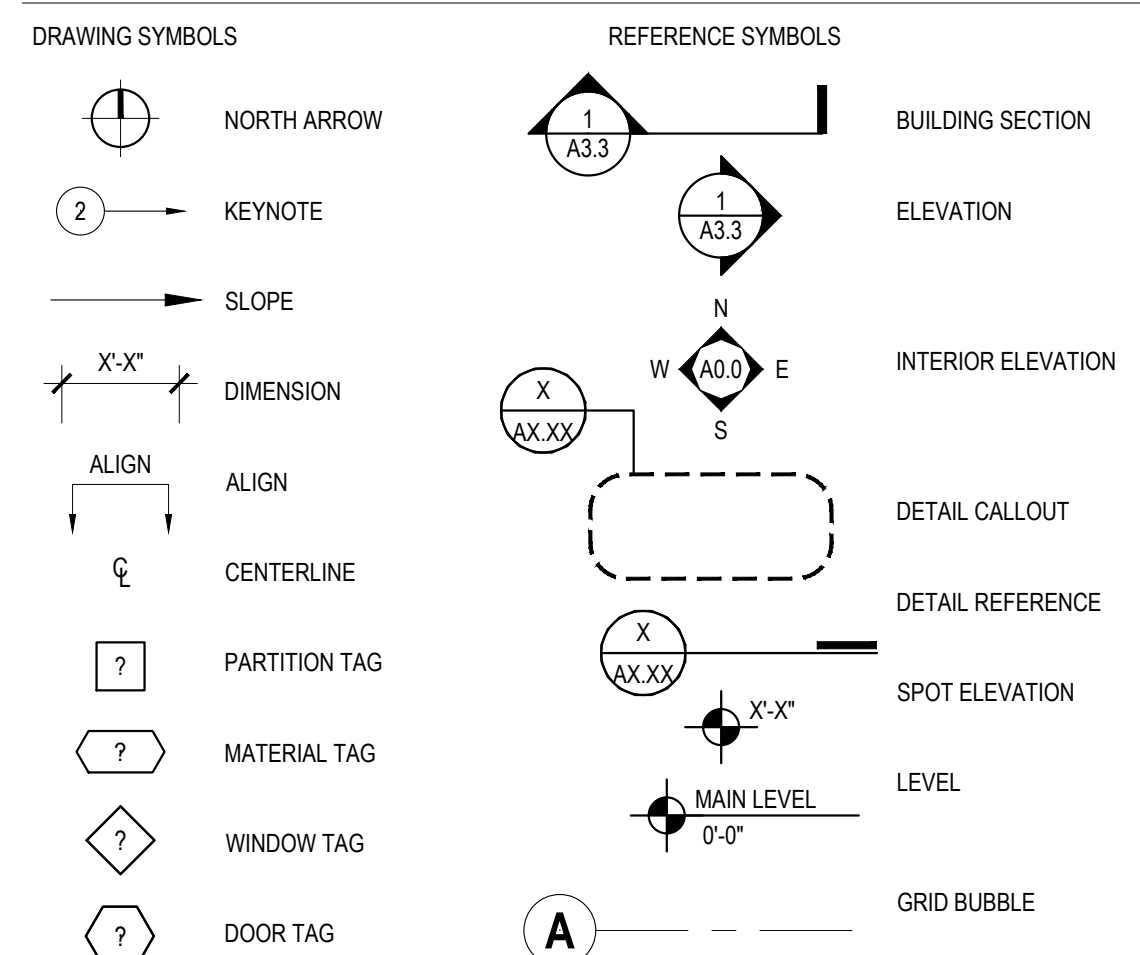 DRAWING SYMBOLS
NORTH ARROW
2
KEYNOTE
SLOPE
X'-X"
DIMENSION
ALIGN
ALIGN
℄
CENTERLINE
?
PARTITION TAG
?
MATERIAL TAG
?
WINDOW TAG
?
DOOR TAG
REFERENCE SYMBOLS
1
A3.3
BUILDING SECTION
1
A3.3
ELEVATION
N
W A0.0 E
S
INTERIOR ELEVATION
X
AX.XX
DETAIL CALLOUT
DETAIL REFERENCE
X
AX.XX
SPOT ELEVATION
X'-X"
LEVEL
MAIN LEVEL
0'-0"
GRID BUBBLE
A